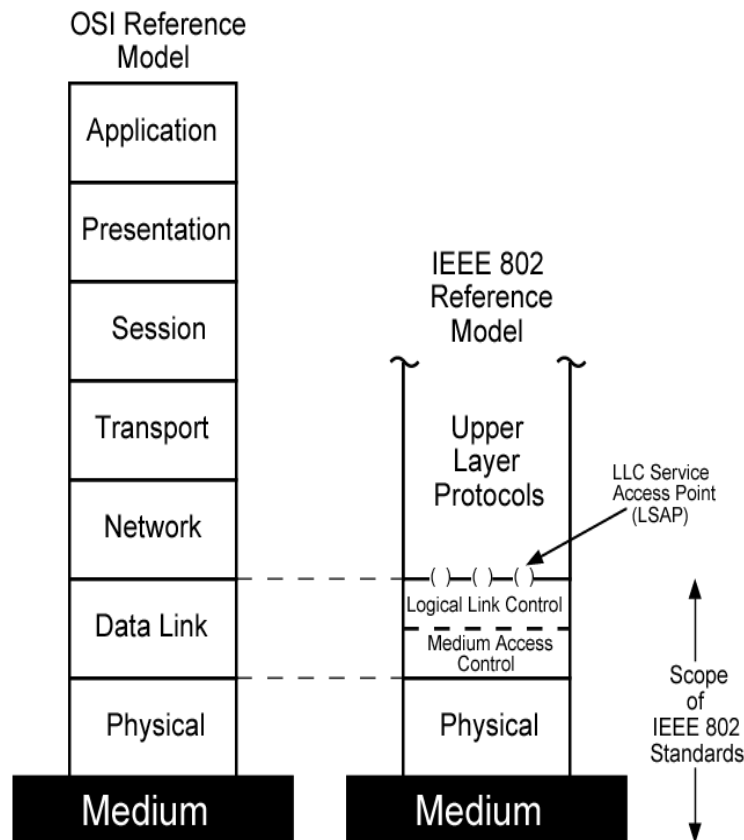 OSI Reference
Model
Application
Presentation
Session
Transport
Network
Data Link
Physical
Medium
IEEE 802
Reference
Model
Upper
Layer
Protocols
LLC Service
Access Point
(LSAP)
( ) ( ) ( )
Logical Link Control
Medium Access
Control
Physical
Medium
Scope
of
IEEE 802
Standards